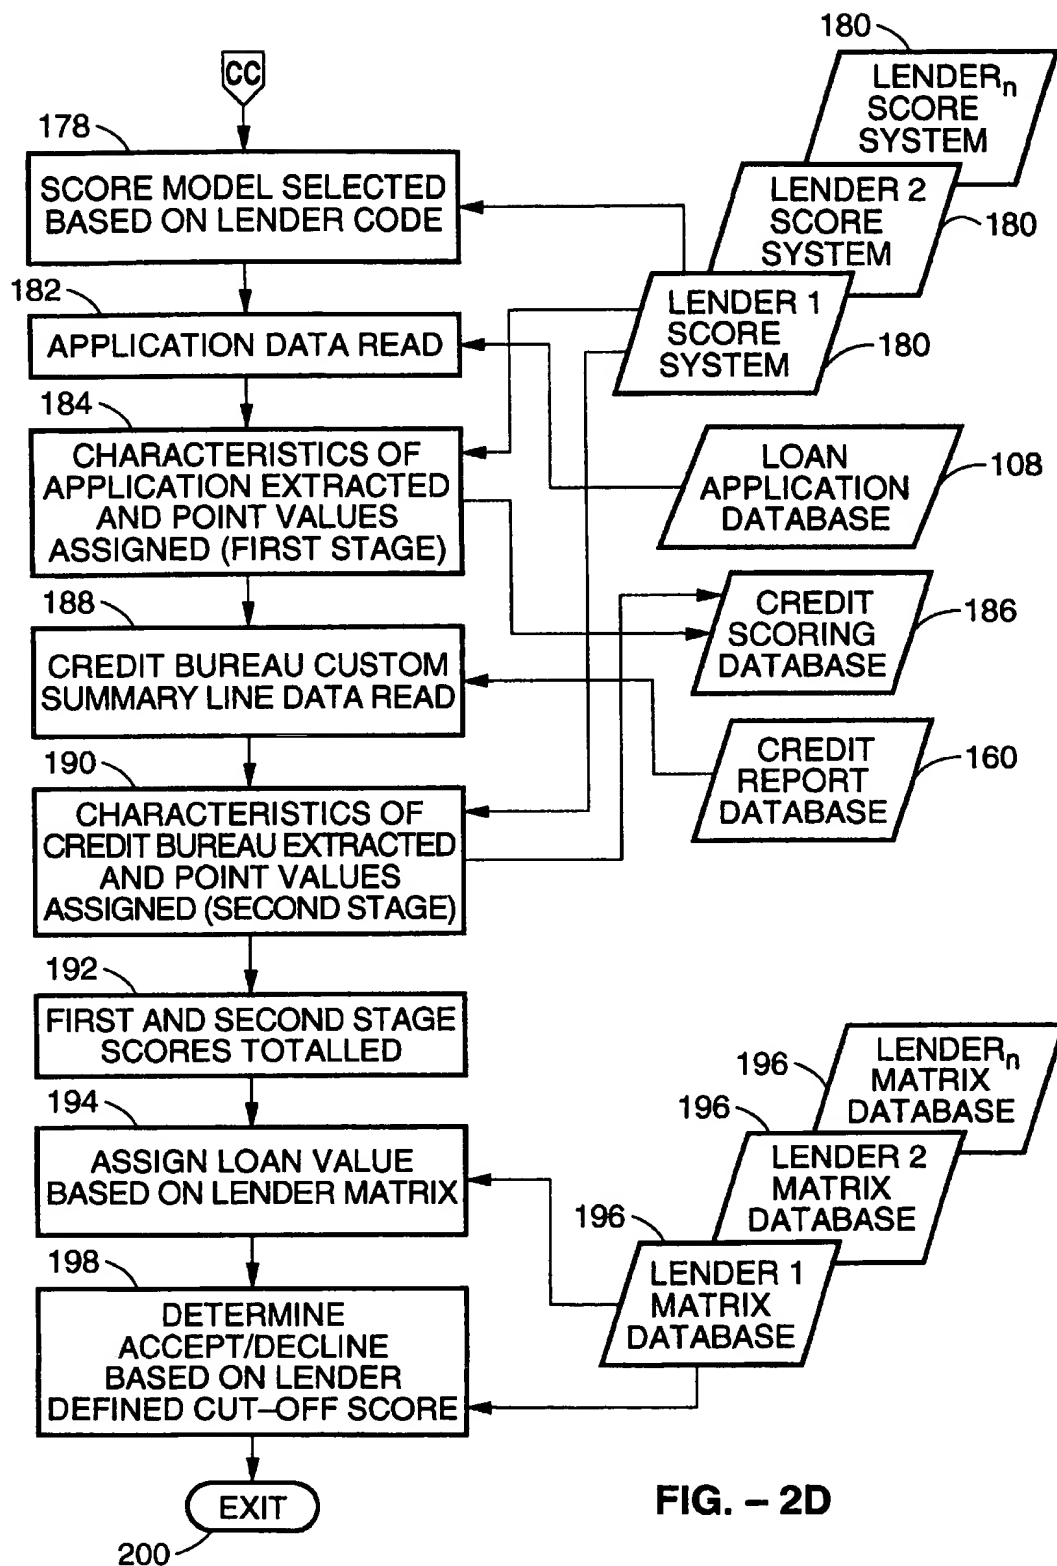 CC
178
SCORE MODEL SELECTED
BASED ON LENDER CODE
182
APPLICATION DATA READ
184
CHARACTERISTICS OF
APPLICATION EXTRACTED
AND POINT VALUES
ASSIGNED (FIRST STAGE)
188
CREDIT BUREAU CUSTOM
SUMMARY LINE DATA READ
190
CHARACTERISTICS OF
CREDIT BUREAU EXTRACTED
AND POINT VALUES
ASSIGNED (SECOND STAGE)
192
FIRST AND SECOND STAGE
SCORES TOTALLED
194
ASSIGN LOAN VALUE
BASED ON LENDER MATRIX
198
DETERMINE
ACCEPT/DECLINE
BASED ON LENDER
DEFINED CUT–OFF SCORE
EXIT
200
180
LENDERn
SCORE
SYSTEM
LENDER 2
SCORE
SYSTEM
180
LENDER 1
SCORE
SYSTEM
180
LOAN
APPLICATION
DATABASE
108
CREDIT
SCORING
DATABASE
186
CREDIT
REPORT
DATABASE
160
196
LENDERn
MATRIX
DATABASE
196
LENDER 2
MATRIX
DATABASE
196
LENDER 1
MATRIX
DATABASE
FIG. – 2D